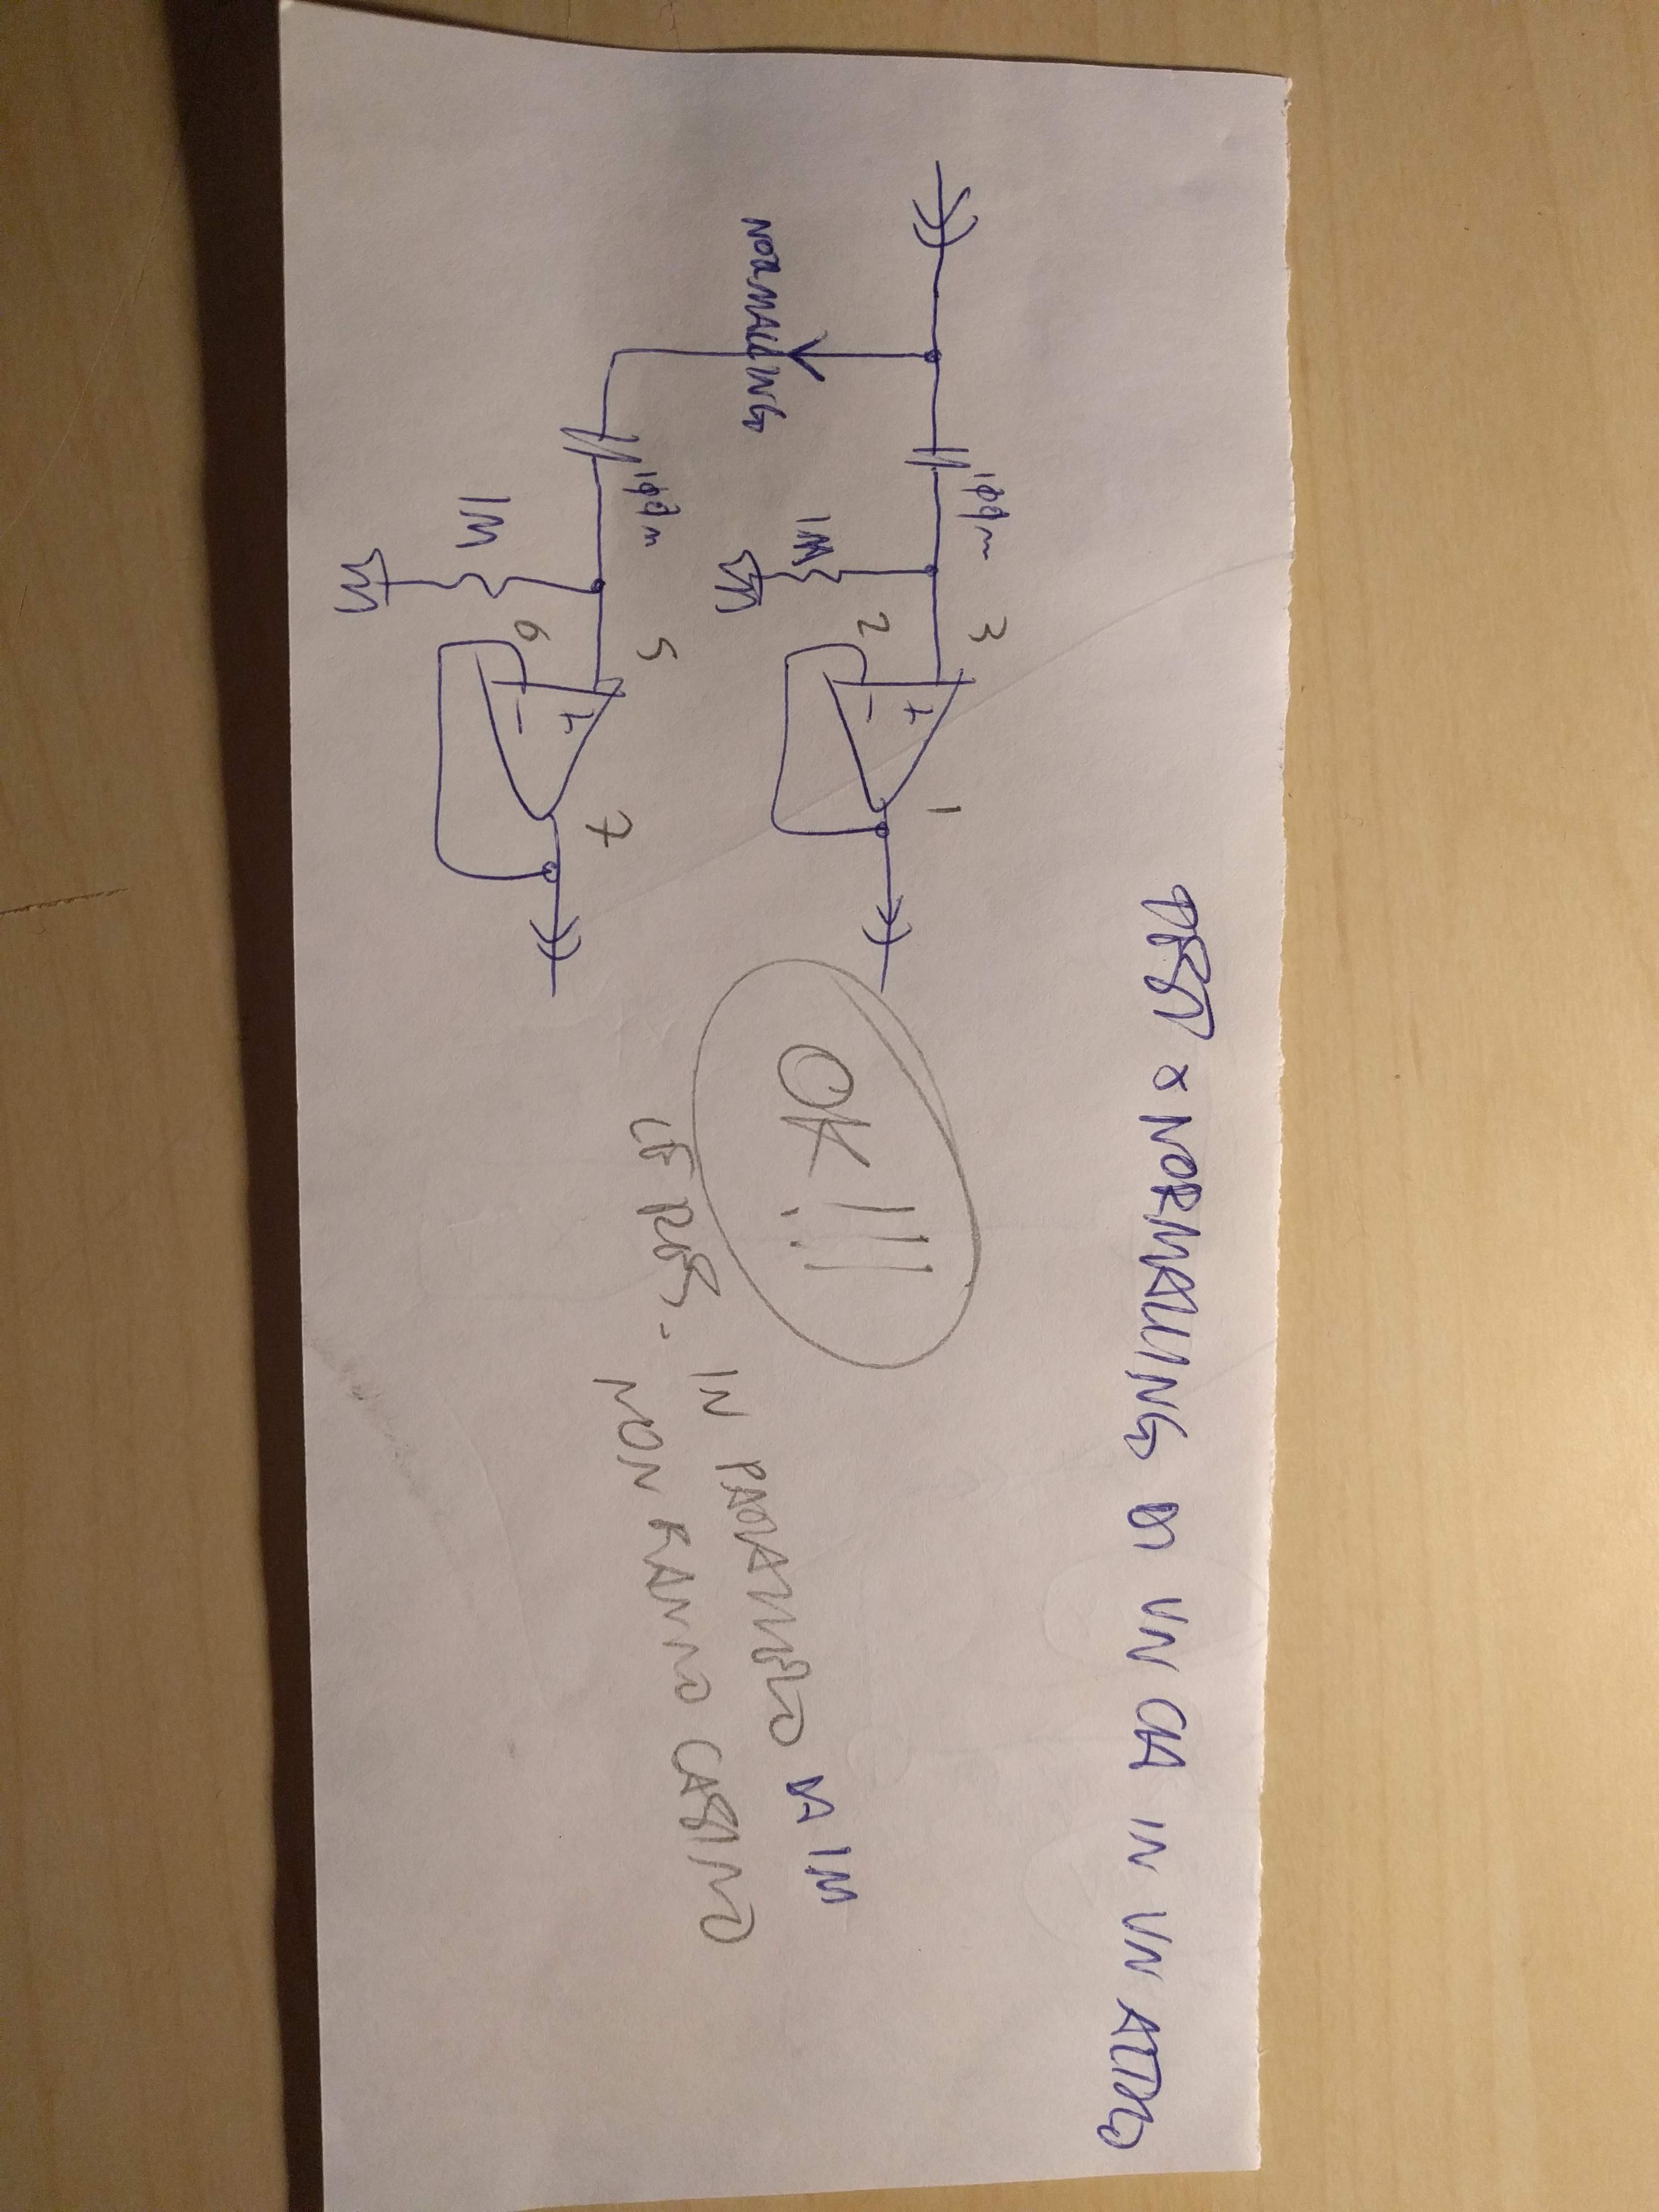 TEST x NORMALLING DI UN CH IN UN ALTRO
100n
3
1
2
1M
OK!!!
NORMALLING
LE RES. IN PARALLELO DA 1M
NON FANNO CASINO
100n
5
7
+
-
6
1M
+
-